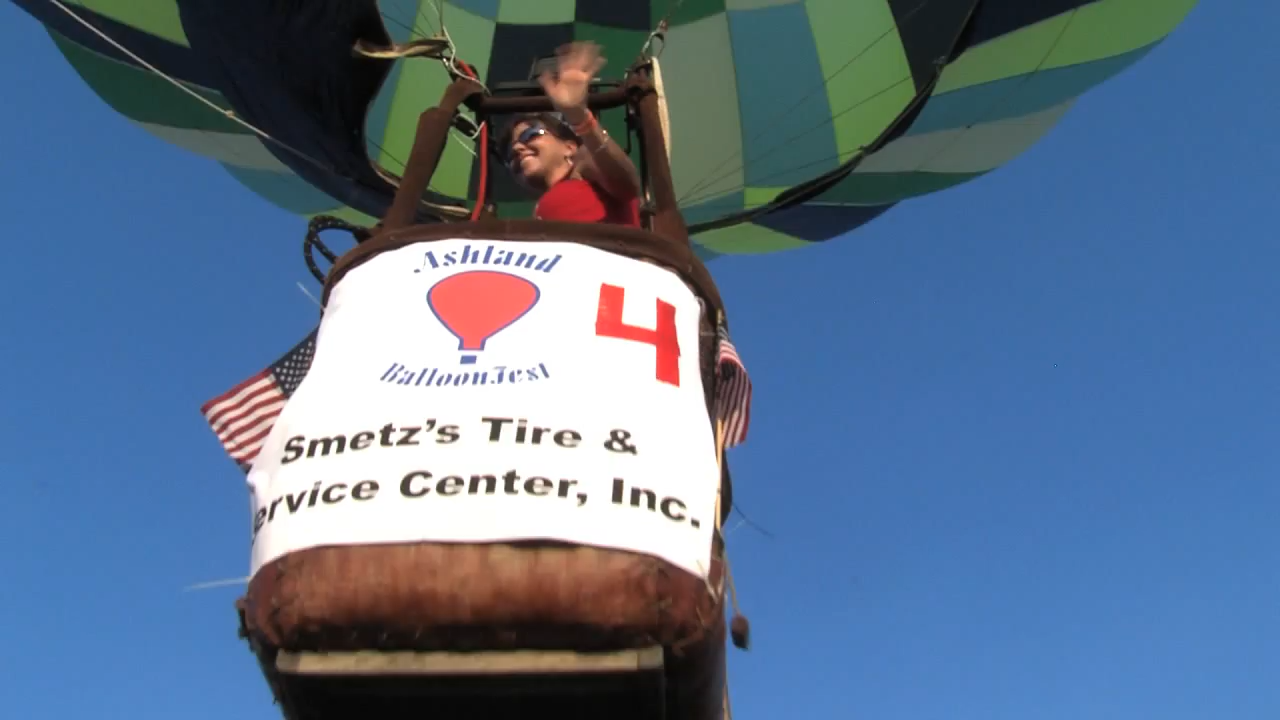 Ashland
4
BalloonFest
Smetz's Tire &
ervice Center, Inc.